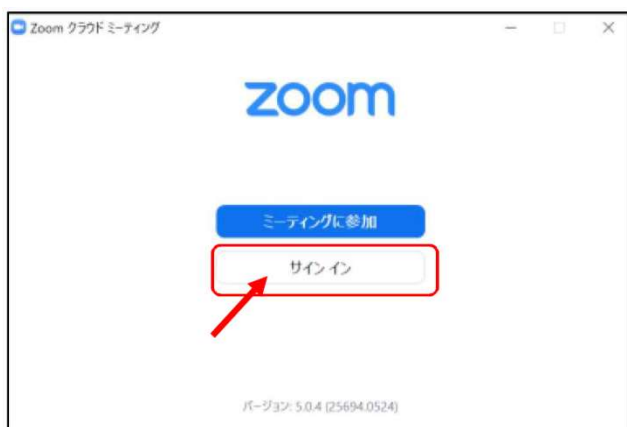 Zoom クラウド ミーティング
zoom
ミーティングに参加
サイン イン
バージョン: 5.0.4 (25694.0524)